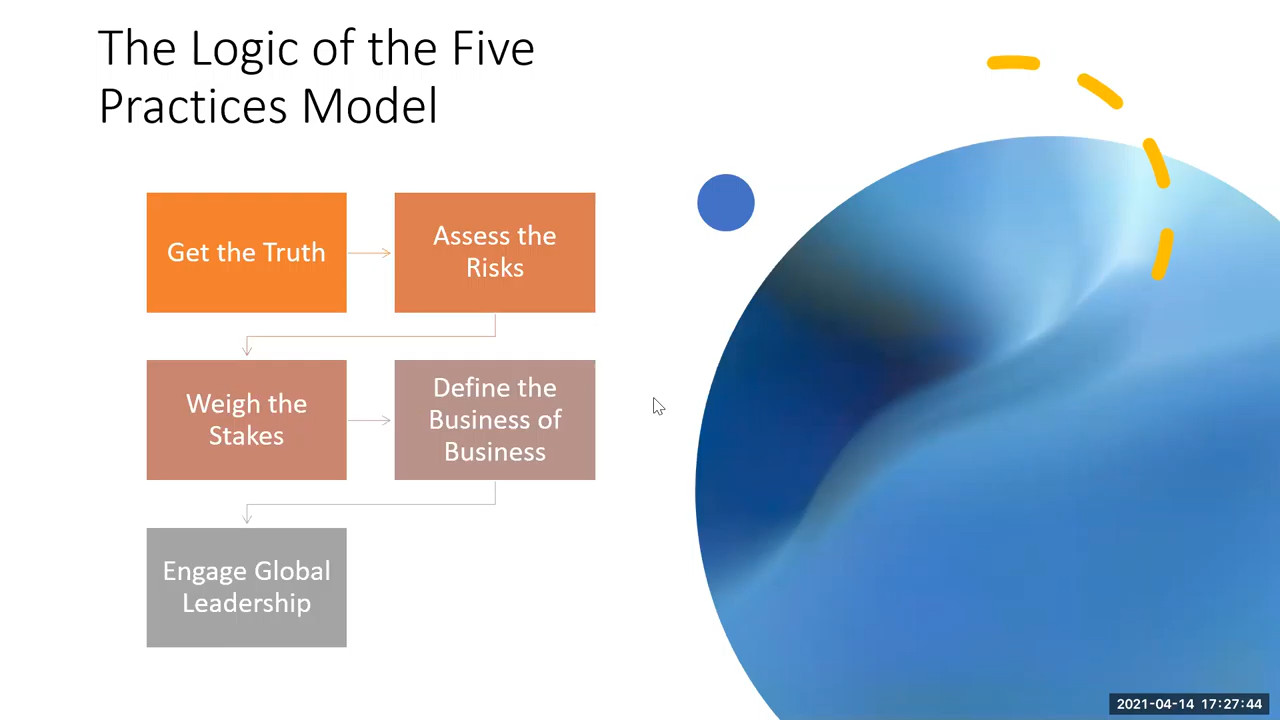 The Logic of the Five
Practices Model
Get the Truth
Assess the
Risks
Weigh the
Stakes
Define the
Business of
Business
Engage Global
Leadership
2021-04-14 17:27:44